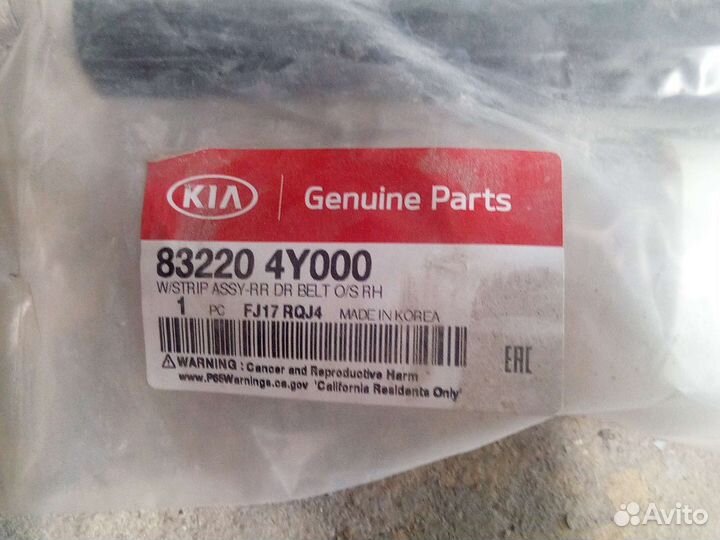 KIA Genuine Parts
83220 4Y000
W/STRIP ASSY-RR DR BELT O/S RH
1 PC FJ17 RQJ4 MADE IN KOREA
EAC
⚠WARNING : Cancer and Reproductive Harm
www.P65Warnings.ca.gov 'California Residents Only'
Avito